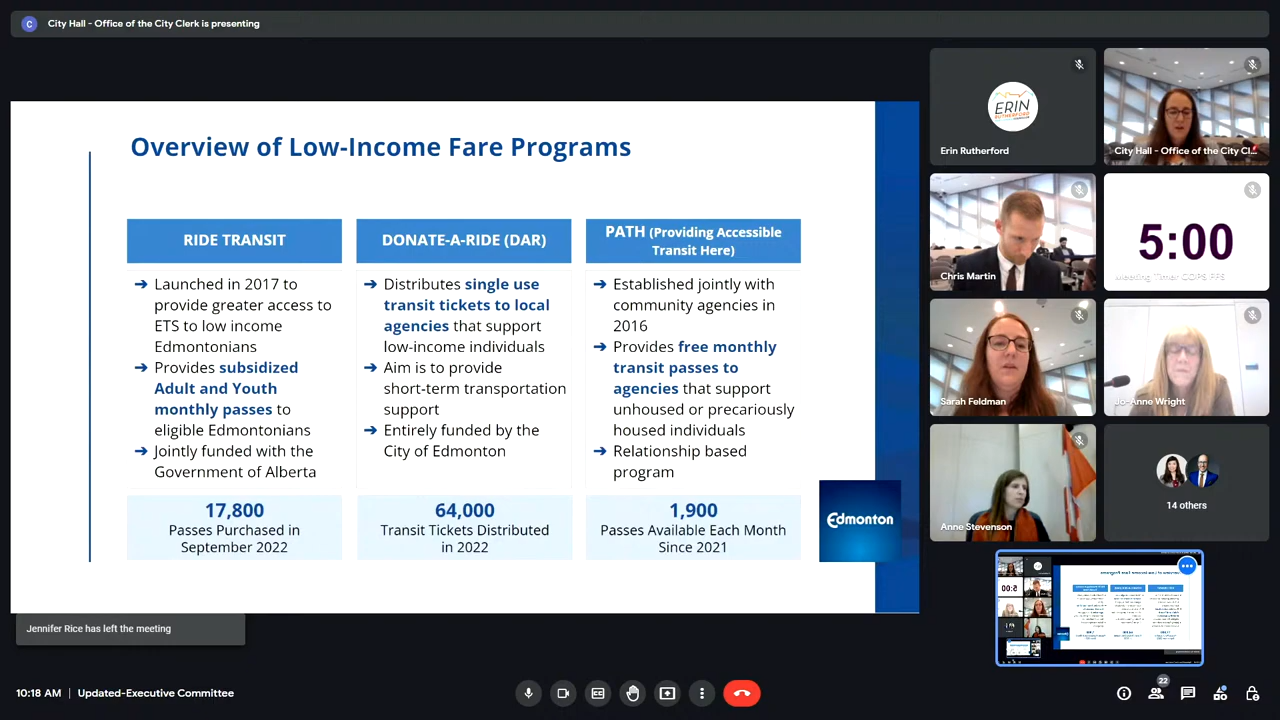 C
City Hall - Office of the City Clerk is presenting
Overview of Low-Income Fare Programs
RIDE TRANSIT
➔ Launched in 2017 to
provide greater access to
ETS to low income
Edmontonians
➔ Provides subsidized
Adult and Youth
monthly passes to
eligible Edmontonians
➔ Jointly funded with the
Government of Alberta
17,800
Passes Purchased in
September 2022
DONATE-A-RIDE (DAR)
➔ Distributes single use
transit tickets to local
agencies that support
low-income individuals
➔ Aim is to provide
short-term transportation
support
➔ Entirely funded by the
City of Edmonton
64,000
Transit Tickets Distributed
in 2022
PATH (Providing Accessible
Transit Here)
➔ Established jointly with
community agencies in
2016
➔ Provides free monthly
transit passes to
agencies that support
unhoused or precariously
housed individuals
➔ Relationship based
program
1,900
Passes Available Each Month
Since 2021
Edmonton
ERIN
RUTHERFORD
Erin Rutherford
City Hall - Office of the City Cl...
Chris Martin
5:00
Meeting Timer
Sarah Feldman
Jo-Anne Wright
Anne Stevenson
14 others
Jennifer Rice has left the meeting
10:18 AM | Updated-Executive Committee
22